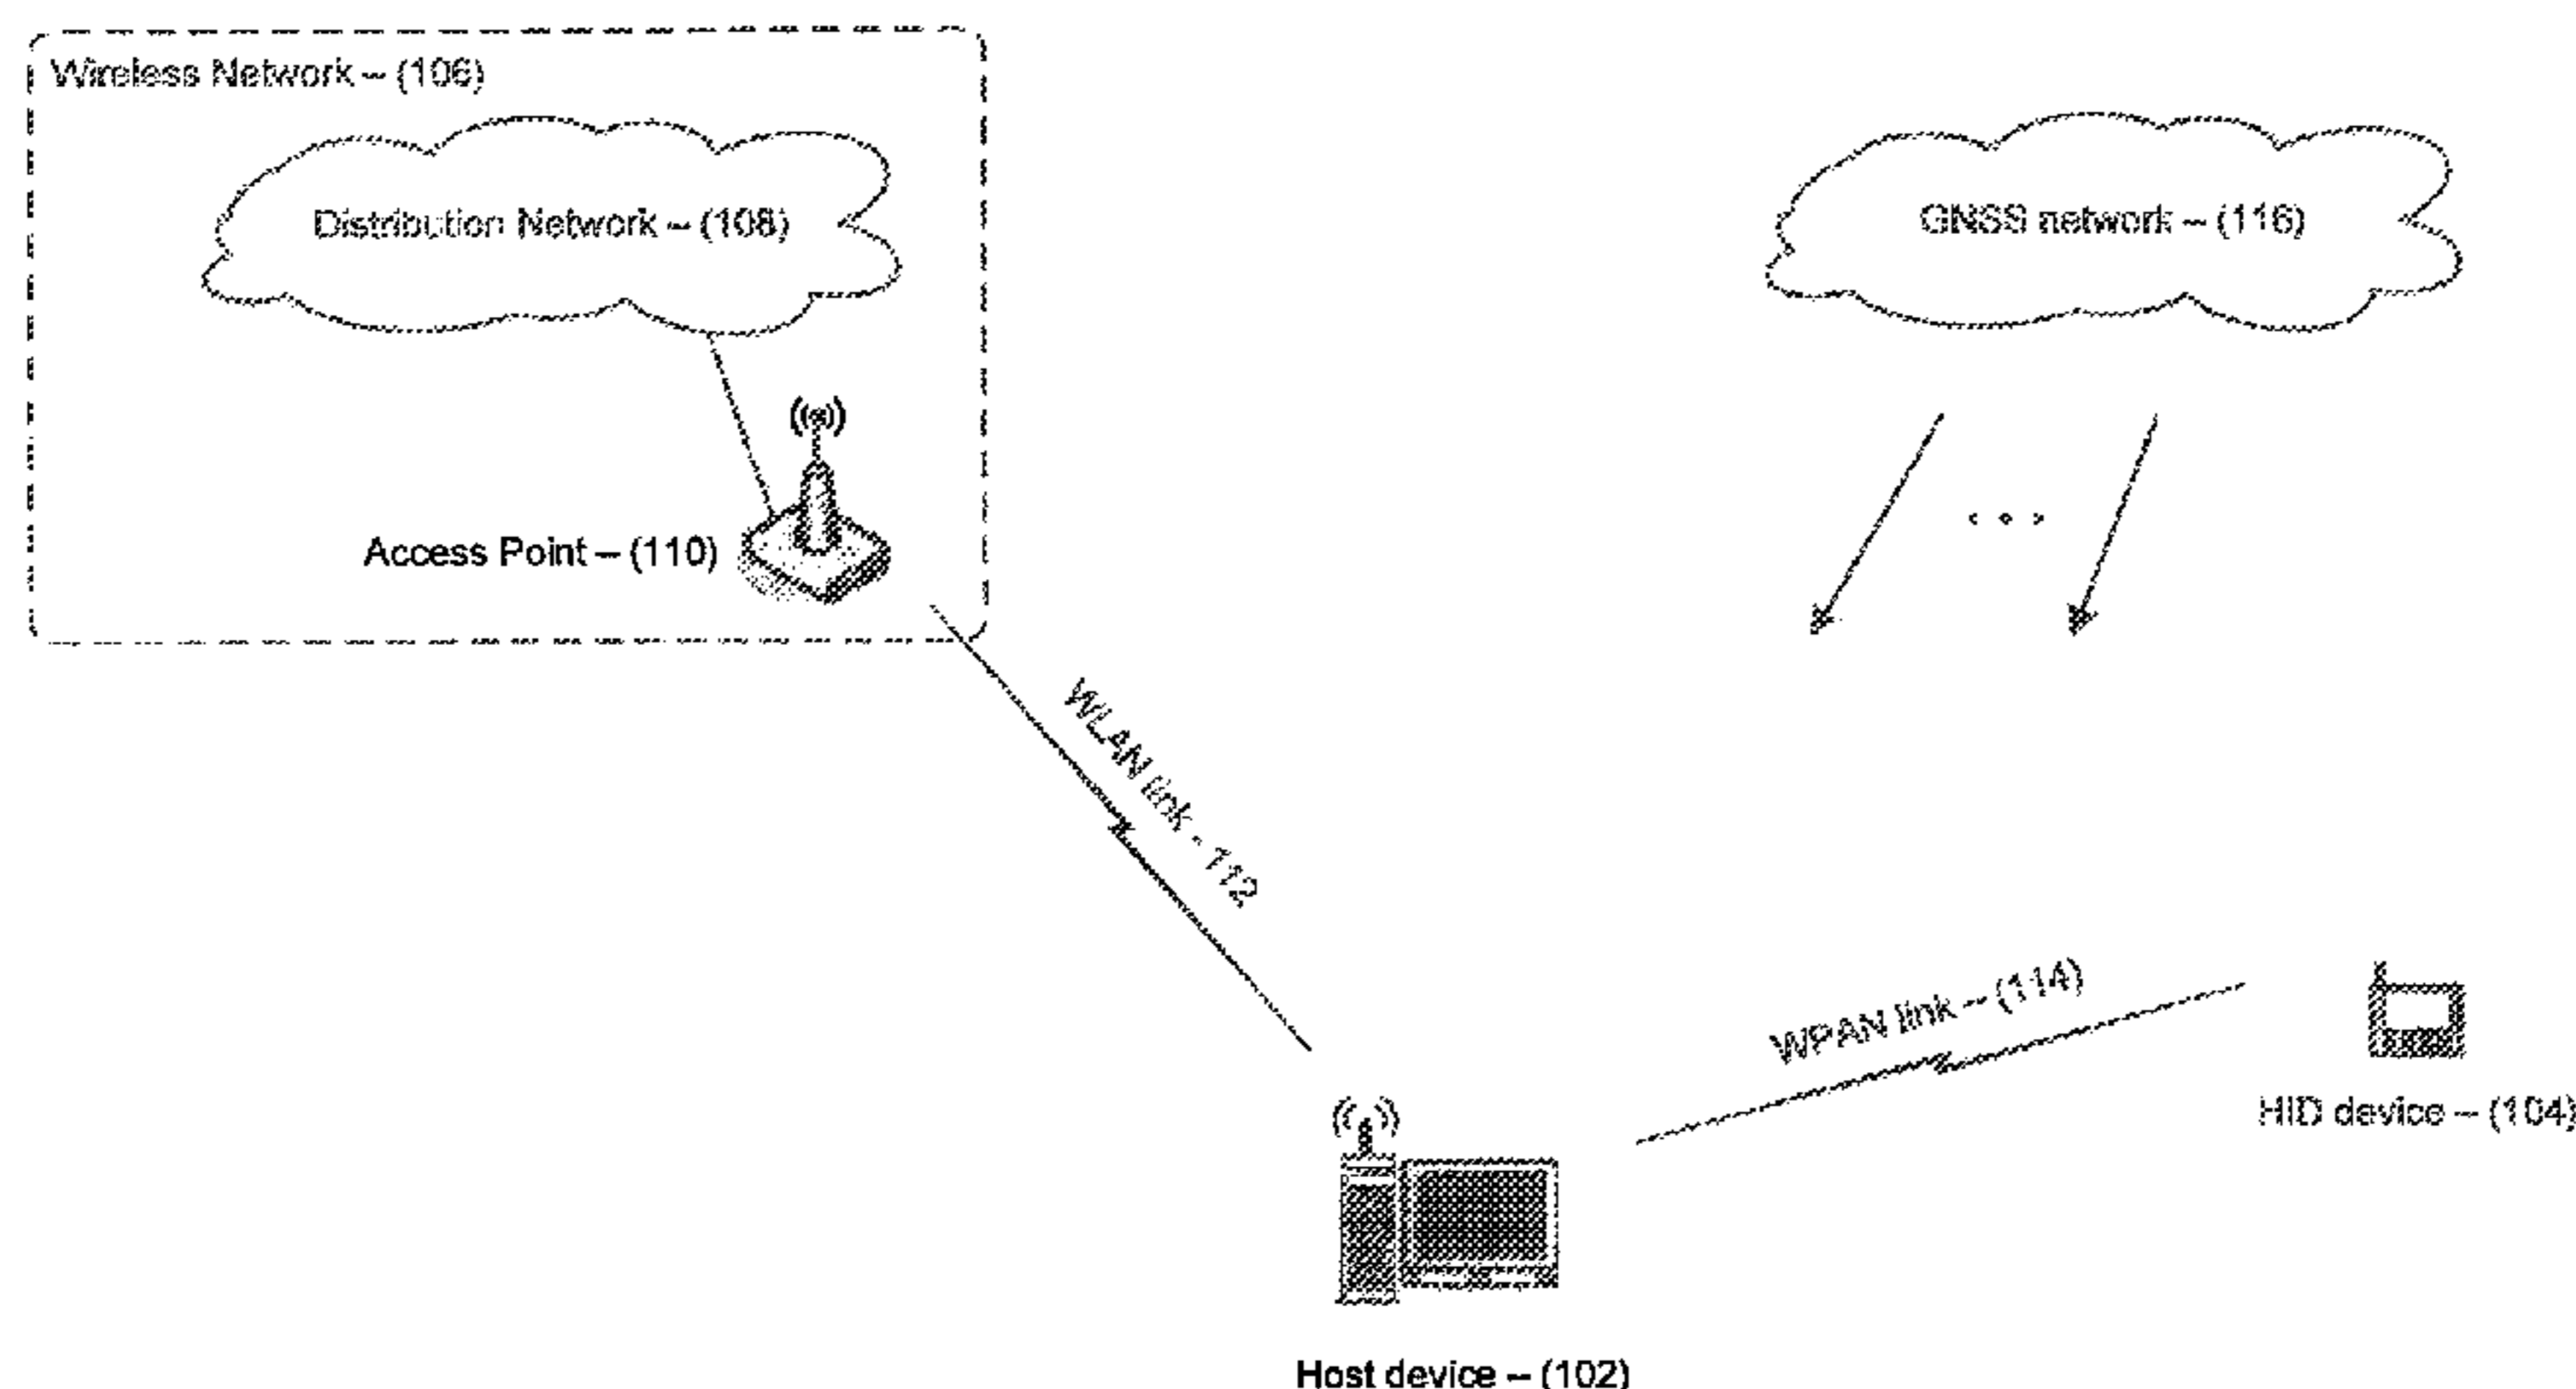 Wireless Network – (106)
Distribution Network – (108)
GNSS network – (116)
Access Point – (110)
WLAN link - 112
WPAN link – (114)
HID device – (104)
Host device – (102)